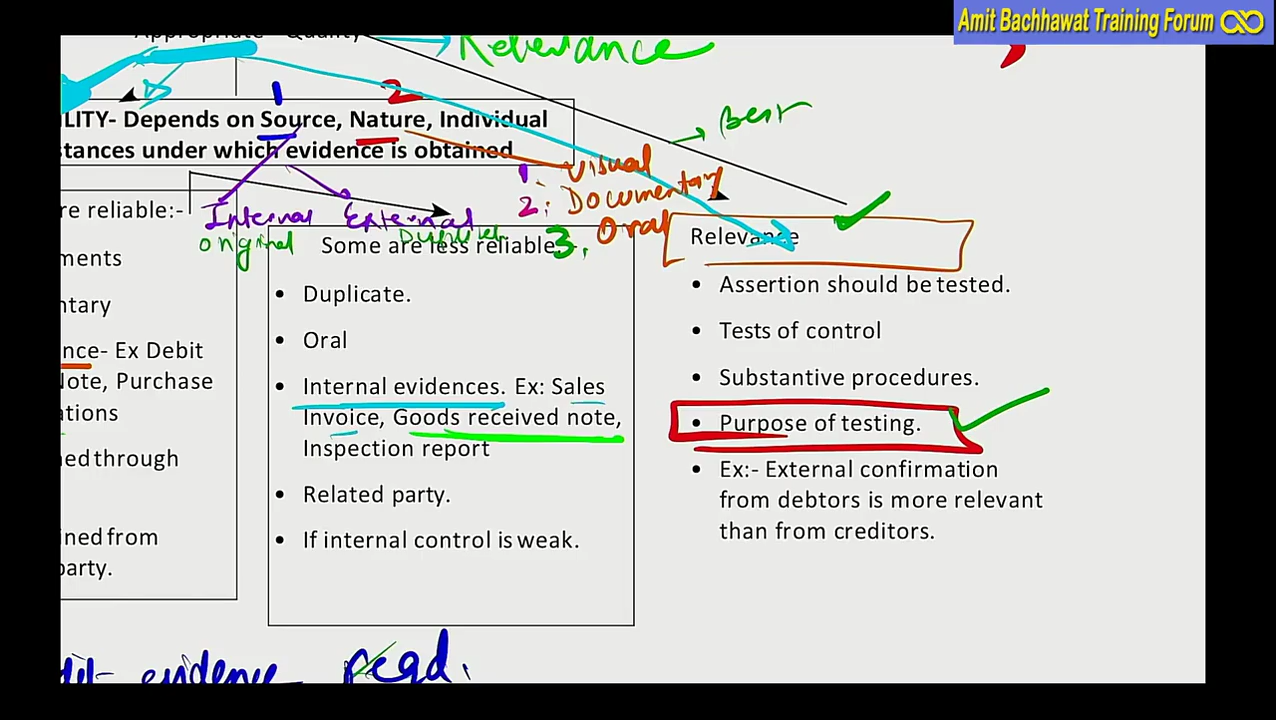 Amit Bachhawat Training Forum
Appropriate - Quality
Relevance
1
2
LITY- Depends on Source, Nature, Individual
stances under which evidence is obtained
Best
1. Visual
2. Documentary
3. Oral
Internal External
original Duplicate
re reliable:-
ments
ntary
nce- Ex Debit
Note, Purchase
ations
ned through
ined from
party.
Some are less reliable:-
• Duplicate.
• Oral
• Internal evidences. Ex: Sales
Invoice, Goods received note,
Inspection report
• Related party.
• If internal control is weak.
Relevance
• Assertion should be tested.
• Tests of control
• Substantive procedures.
• Purpose of testing.
• Ex:- External confirmation
from debtors is more relevant
than from creditors.
evidence read.